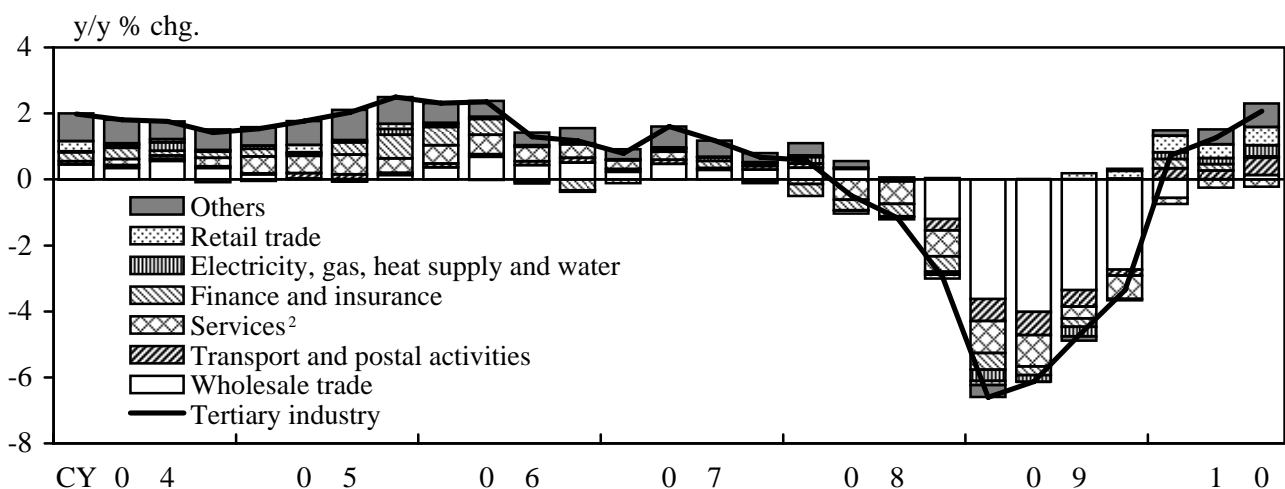 y/y % chg.
4
2
0
-2
-4
-6
-8
Others
Retail trade
Electricity, gas, heat supply and water
Finance and insurance
Services²
Transport and postal activities
Wholesale trade
Tertiary industry
CY 0 4 0 5 0 6 0 7 0 8 0 9 1 0